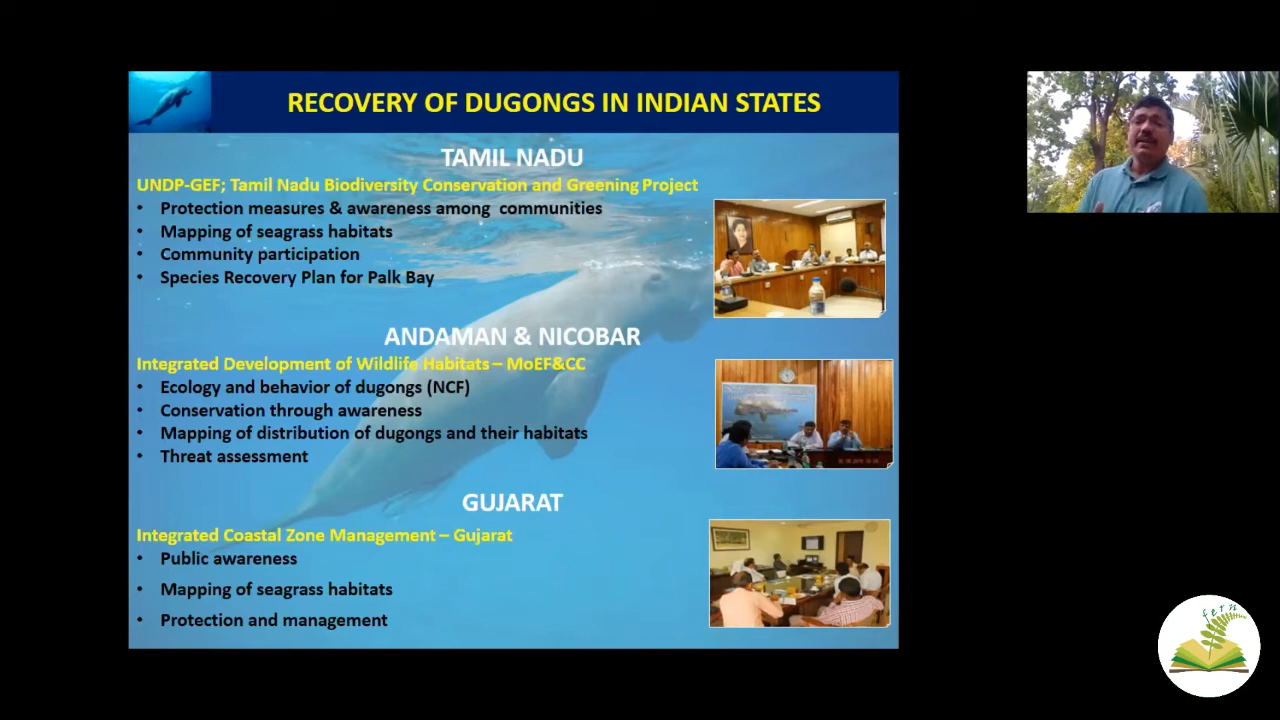 RECOVERY OF DUGONGS IN INDIAN STATES
TAMIL NADU
UNDP-GEF; Tamil Nadu Biodiversity Conservation and Greening Project
• Protection measures & awareness among communities
• Mapping of seagrass habitats
• Community participation
• Species Recovery Plan for Palk Bay
ANDAMAN & NICOBAR
Integrated Development of Wildlife Habitats – MoEF&CC
• Ecology and behavior of dugongs (NCF)
• Conservation through awareness
• Mapping of distribution of dugongs and their habitats
• Threat assessment
GUJARAT
Integrated Coastal Zone Management – Gujarat
• Public awareness
• Mapping of seagrass habitats
• Protection and management
fern